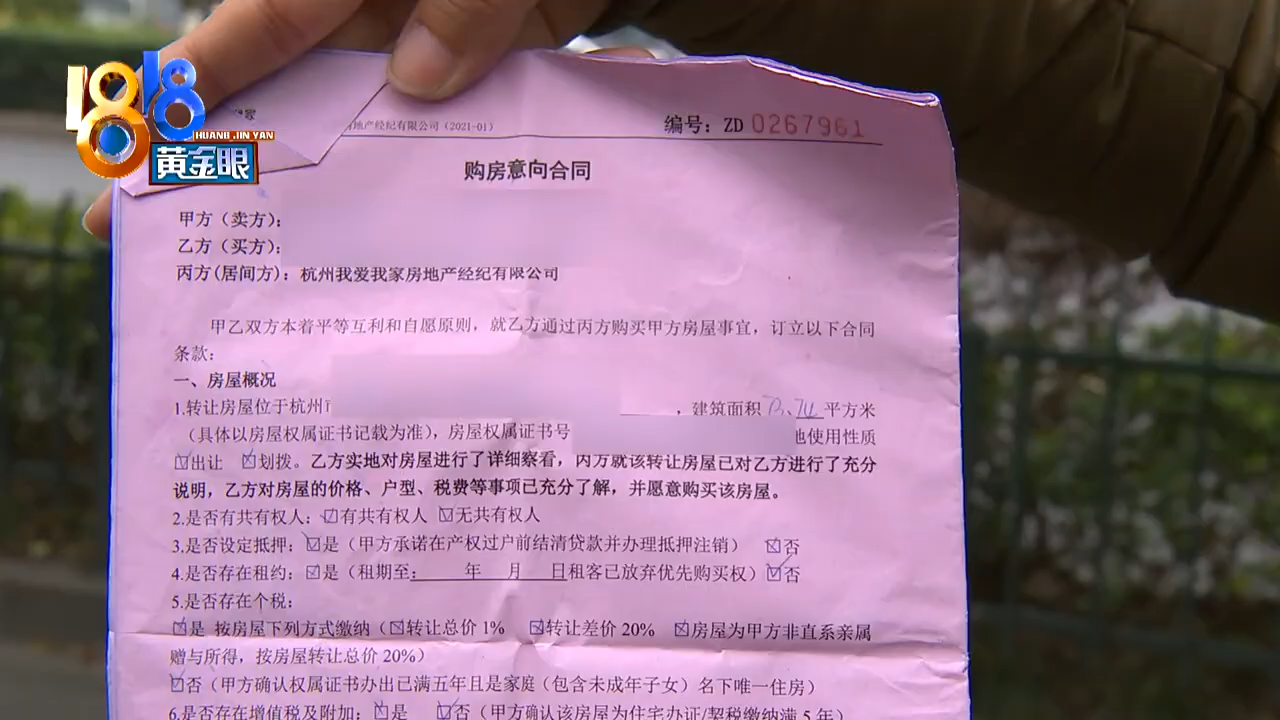 1818
HUANG JIN YAN
黄金眼
地产经纪有限公司（2021-01）
编号：ZD 0267961
购房意向合同
甲方（卖方）：
乙方（买方）：
丙方(居间方)：杭州我爱我家房地产经纪有限公司
甲乙双方本着平等互利和自愿原则，就乙方通过丙方购买甲方房屋事宜，订立以下合同
条款：
一、房屋概况
1.转让房屋位于杭州市 ，建筑面积 平方米
（具体以房屋权属证书记载为准），房屋权属证书号 地使用性质
☑出让 ☑划拨。乙方实地对房屋进行了详细察看，丙方就该转让房屋已对乙方进行了充分
说明，乙方对房屋的价格、户型、税费等事项已充分了解，并愿意购买该房屋。
2.是否有共有权人：☑有共有权人 ☑无共有权人
3.是否设定抵押：☑是（甲方承诺在产权过户前结清贷款并办理抵押注销） ☑否
4.是否存在租约：☑是（租期至： 年 月 日租客已放弃优先购买权）☑否
5.是否存在个税：
☑是 按房屋下列方式缴纳（☒转让总价 1% ☒转让差价 20% ☒房屋为甲方非直系亲属
赠与所得，按房屋转让总价 20%）
☑否（甲方确认权属证书办出已满五年且是家庭（包含未成年子女）名下唯一住房）
6.是否存在增值税及附加：☑是 ☑否（甲方确认该房屋为住宅办证/契税缴纳满 5 年）